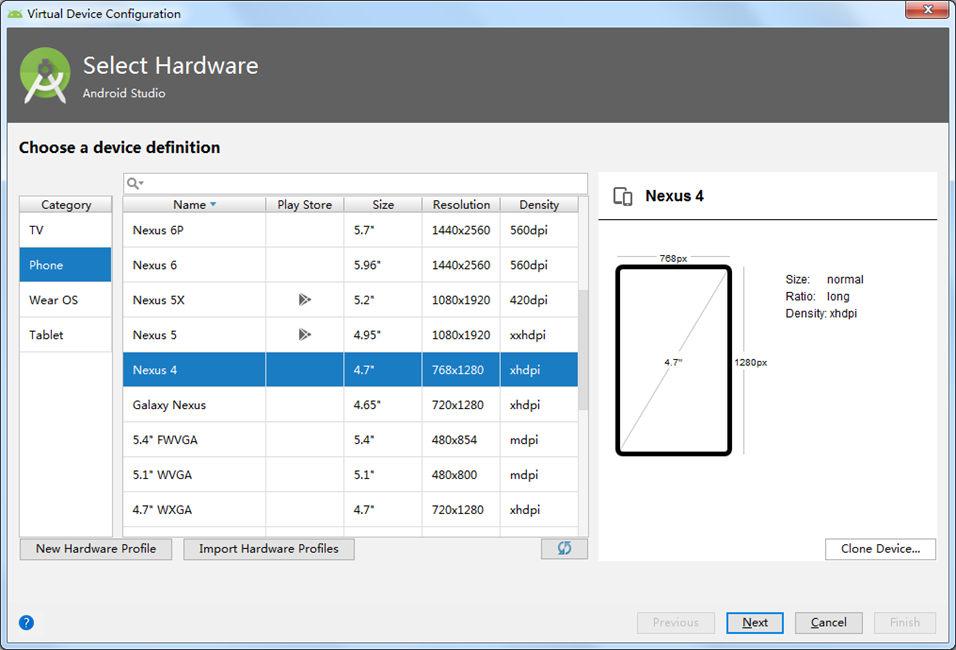 Virtual Device Configuration
Select Hardware
Android Studio
Choose a device definition
Category
TV
Phone
Wear OS
Tablet
Name Play Store Size Resolution Density
Nexus 6P 5.7" 1440x2560 560dpi
Nexus 6 5.96" 1440x2560 560dpi
Nexus 5X 5.2" 1080x1920 420dpi
Nexus 5 4.95" 1080x1920 xxhdpi
Nexus 4 4.7" 768x1280 xhdpi
Galaxy Nexus 4.65" 720x1280 xhdpi
5.4" FWVGA 5.4" 480x854 mdpi
5.1" WVGA 5.1" 480x800 mdpi
4.7" WXGA 4.7" 720x1280 xhdpi
New Hardware Profile Import Hardware Profiles
Nexus 4
768px
4.7"
1280px
Size: normal
Ratio: long
Density: xhdpi
Clone Device...
? Previous Next Cancel Finish